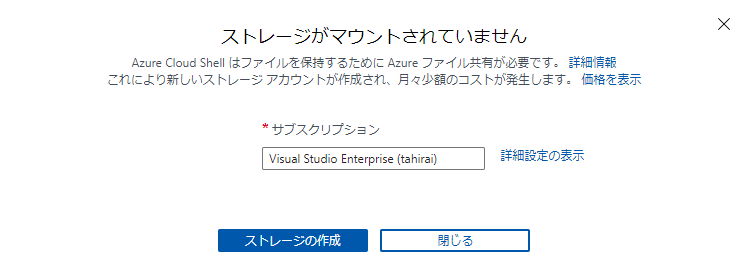 ストレージがマウントされていません
Azure Cloud Shell はファイルを保持するために Azure ファイル共有が必要です。 詳細情報
これにより新しいストレージ アカウントが作成され、月々少額のコストが発生します。 価格を表示
* サブスクリプション
Visual Studio Enterprise (tahirai) 詳細設定の表示
ストレージの作成 閉じる